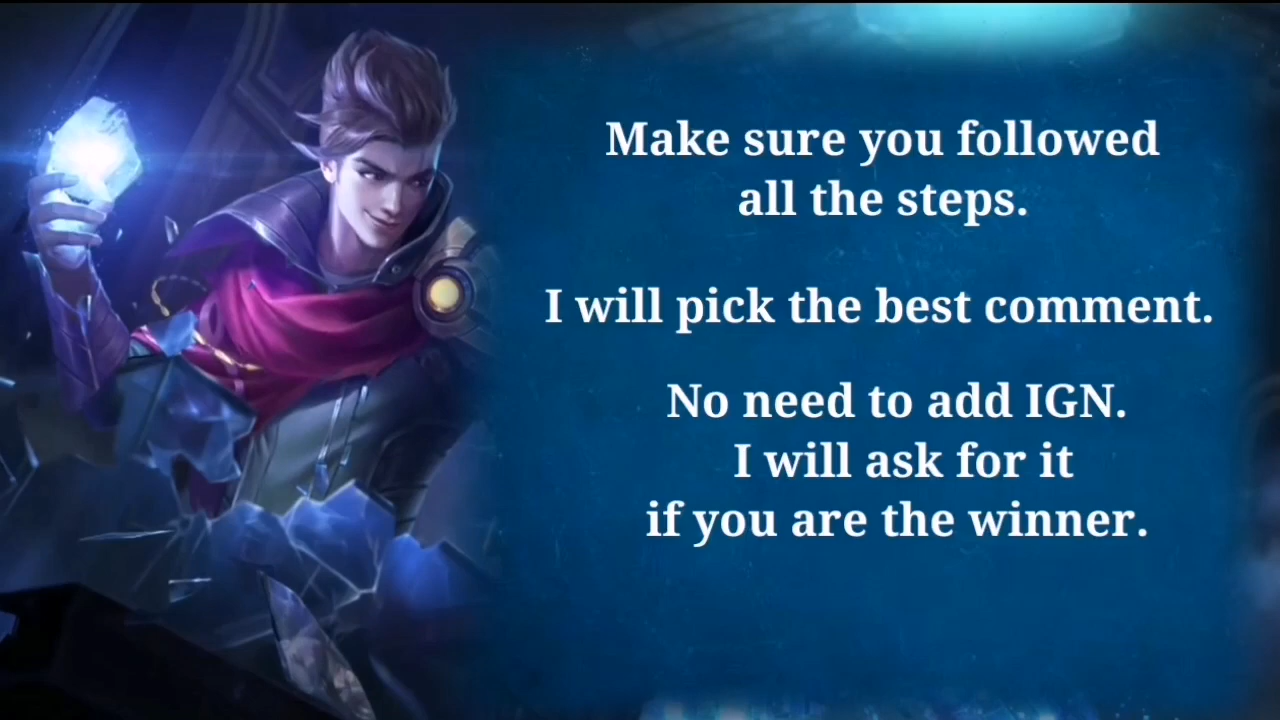 Make sure you followed
all the steps.
I will pick the best comment.
No need to add IGN.
I will ask for it
if you are the winner.